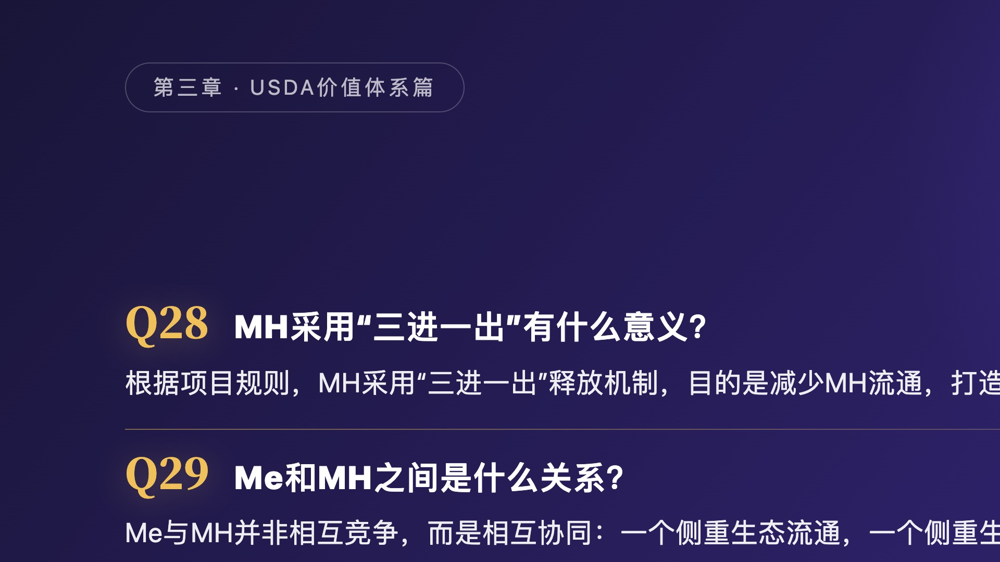 第三章 · USDA价值体系篇
Q28 MH采用“三进一出”有什么意义？
根据项目规则，MH采用“三进一出”释放机制，目的是减少MH流通，打造
Q29 Me和MH之间是什么关系？
Me与MH并非相互竞争，而是相互协同：一个侧重生态流通，一个侧重生